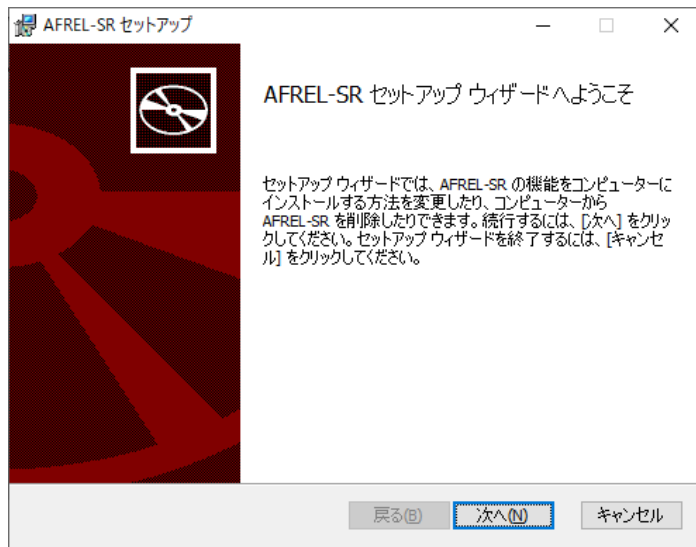 AFREL-SR セットアップ
AFREL-SR セットアップ ウィザードへようこそ
セットアップ ウィザードでは、AFREL-SR の機能をコンピューターに
インストールする方法を変更したり、コンピューターから
AFREL-SR を削除したりできます。続行するには、[次へ] をクリッ
クしてください。セットアップ ウィザードを終了するには、[キャンセ
ル] をクリックしてください。
戻る(B) 次へ(N) キャンセル